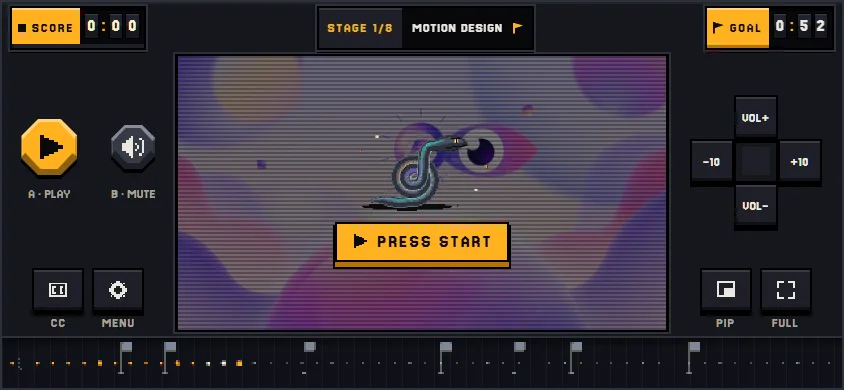 SCORE 0:00
STAGE 1/8 MOTION DESIGN
GOAL 0:52
VOL+
-10 +10
VOL-
A·PLAY B·MUTE
PRESS START
CC MENU
PIP FULL